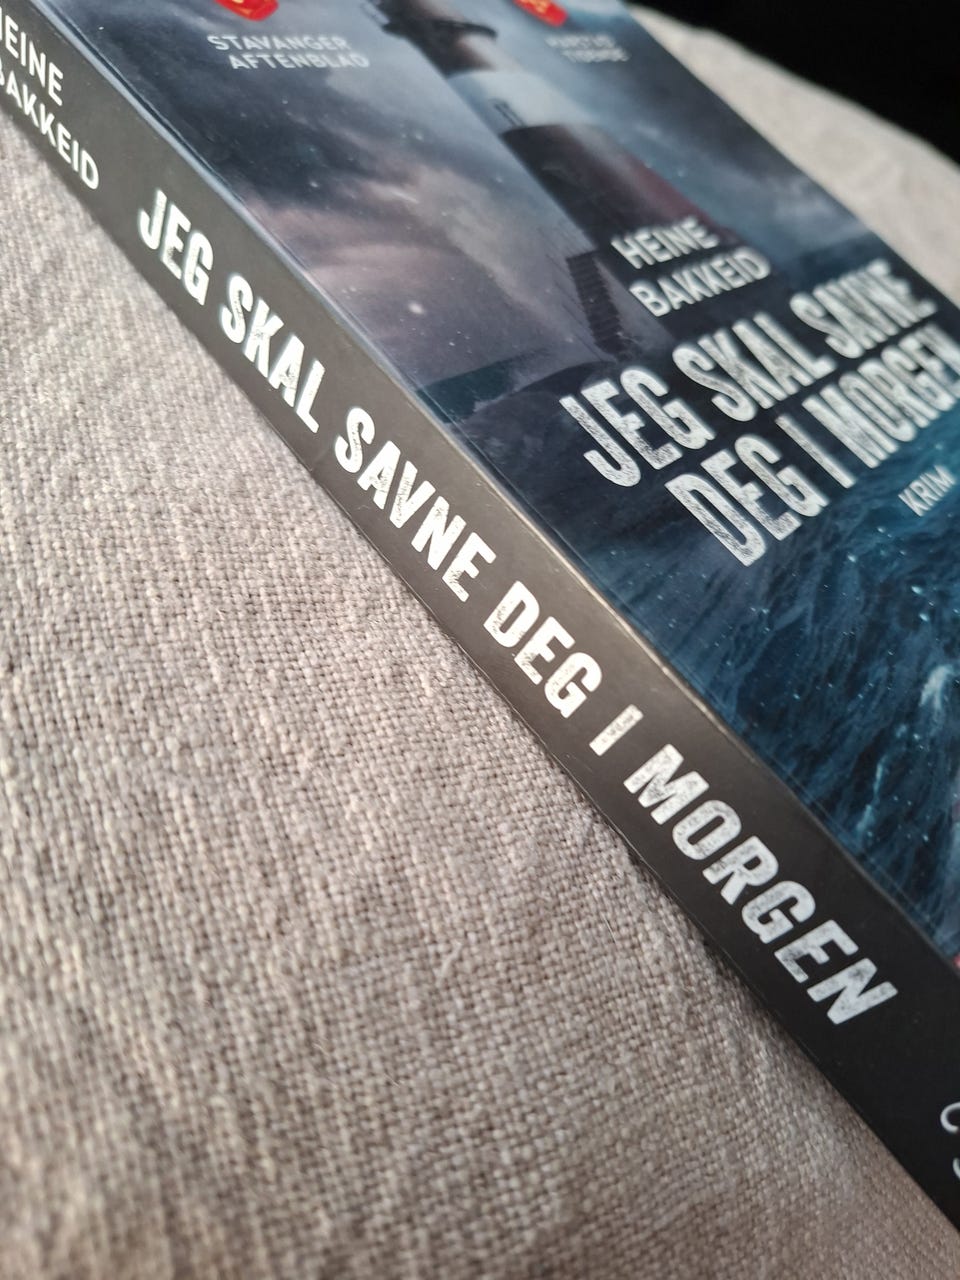 STAVANGER
AFTENBLAD
HEINE
BAKKEID
JEG SKAL SAVNE
DEG I MORGEN
KRIM
HEINE
BAKKEID
JEG SKAL SAVNE DEG I MORGEN